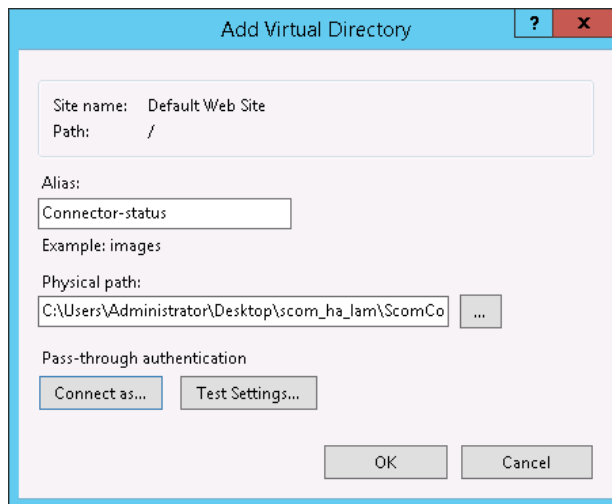 Add Virtual Directory
? x
Site name: Default Web Site
Path: /
Alias:
Connector-status
Example: images
Physical path:
C:\Users\Administrator\Desktop\scom_ha_lam\ScomCo ...
Pass-through authentication
Connect as... Test Settings...
OK Cancel